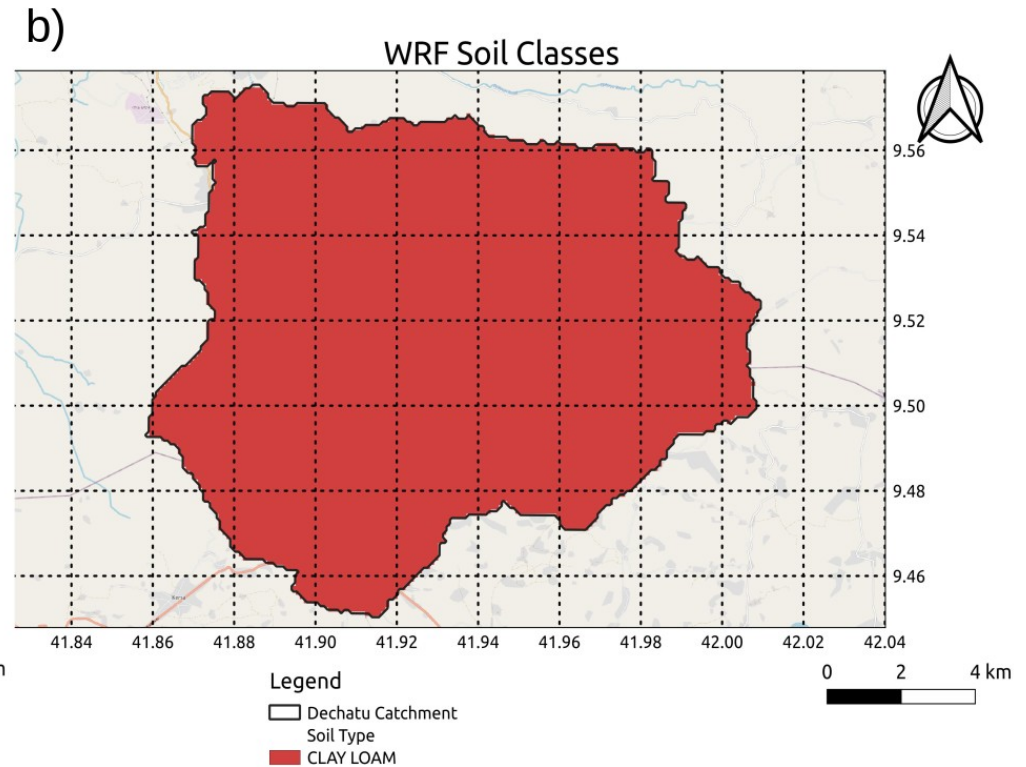 b)
WRF Soil Classes
9.56
9.54
9.52
9.50
9.48
9.46
41.84 41.86 41.88 41.90 41.92 41.94 41.96 41.98 42.00 42.02 42.04
Legend
Dechatu Catchment
Soil Type
CLAY LOAM
0 2 4 km